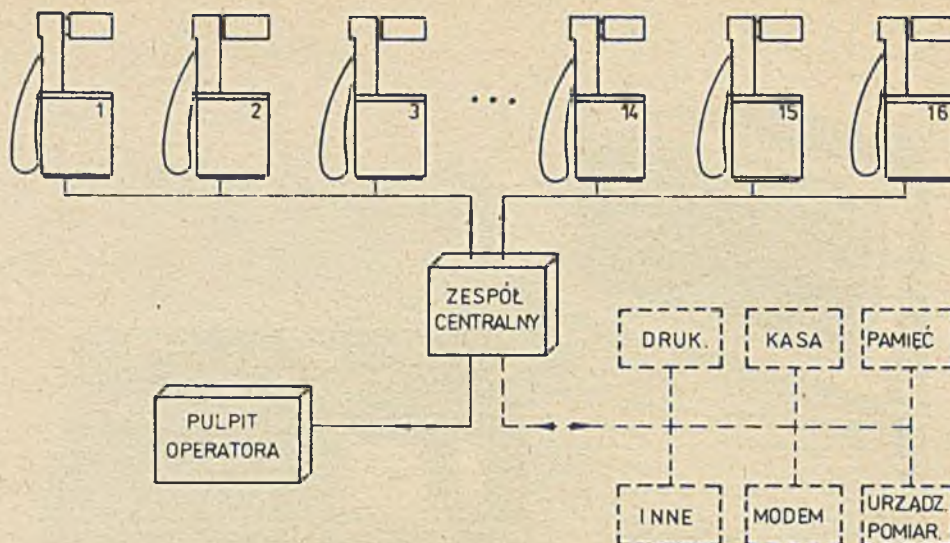 1 2 3 ... 14 15 16
ZESPÓŁ
CENTRALNY
DRUK. KASA PAMIĘĆ
PULPIT
OPERATORA
INNE MODEM URZĄDZ.
POMIAR.